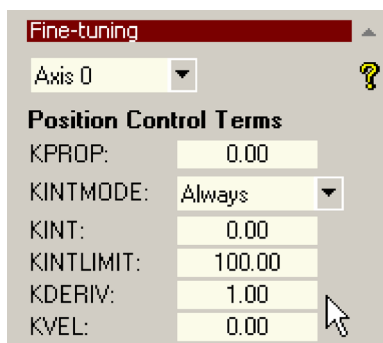 Fine-tuning
Axis 0
Position Control Terms
KPROP: 0.00
KINTMODE: Always
KINT: 0.00
KINTLIMIT: 100.00
KDERIV: 1.00
KVEL: 0.00